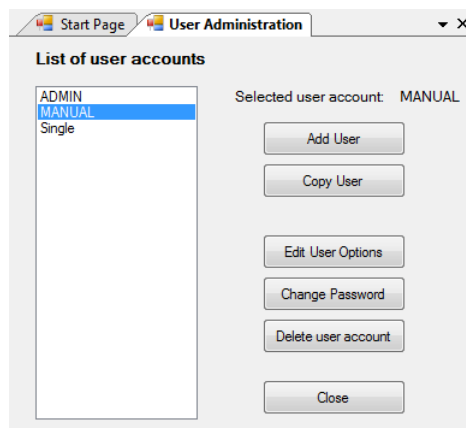 Start Page
User Administration
List of user accounts
ADMIN
MANUAL
Single
Selected user account: MANUAL
Add User
Copy User
Edit User Options
Change Password
Delete user account
Close